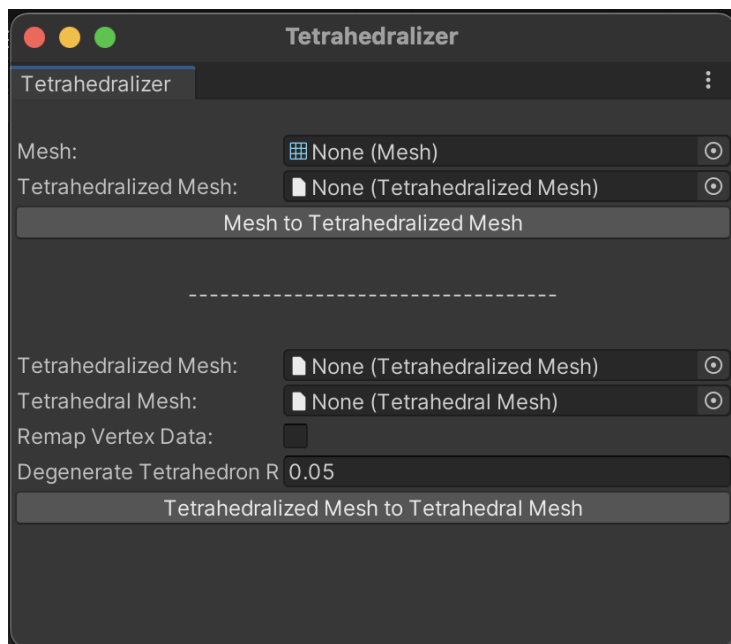 Tetrahedralizer
Tetrahedralizer
Mesh: None (Mesh)
Tetrahedralized Mesh: None (Tetrahedralized Mesh)
Mesh to Tetrahedralized Mesh
-----------------------------------
Tetrahedralized Mesh: None (Tetrahedralized Mesh)
Tetrahedral Mesh: None (Tetrahedral Mesh)
Remap Vertex Data:
Degenerate Tetrahedron R 0.05
Tetrahedralized Mesh to Tetrahedral Mesh